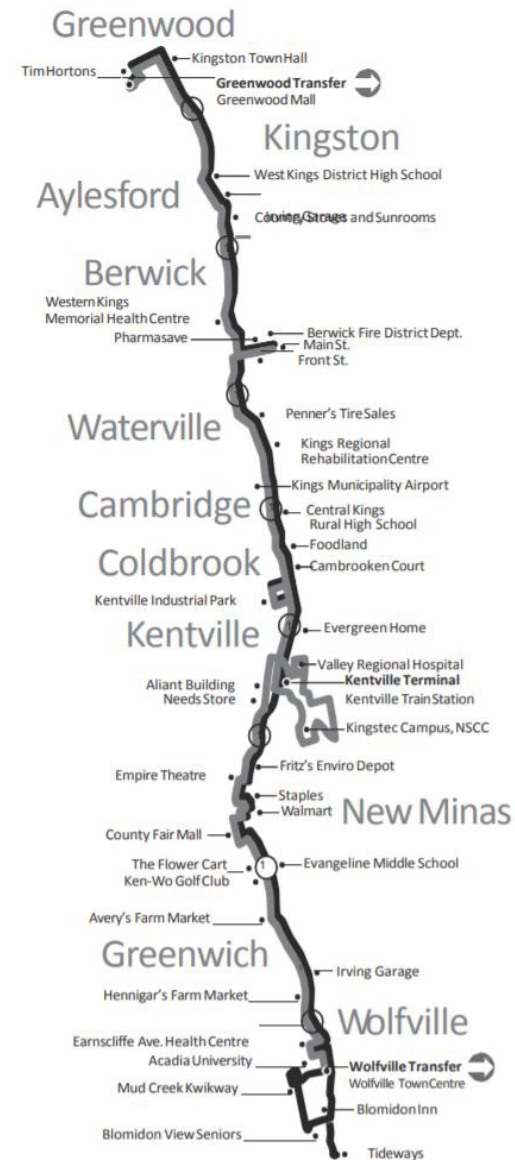 Greenwood
Kingston Town Hall
Tim Hortons
Greenwood Transfer
Greenwood Mall
Kingston
West Kings District High School
Aylesford
Irving Garage
Country Stoves and Sunrooms
Berwick
Western Kings
Memorial Health Centre
Berwick Fire District Dept.
Pharmasave
Main St.
Front St.
Penner's Tire Sales
Waterville
Kings Regional
Rehabilitation Centre
Kings Municipality Airport
Cambridge
Central Kings
Rural High School
Foodland
Coldbrook
Cambrooken Court
Kentville Industrial Park
Kentville
Evergreen Home
Valley Regional Hospital
Kentville Terminal
Aliant Building
Needs Store
Kentville Train Station
Kingstec Campus, NSCC
Fritz's Enviro Depot
Empire Theatre
Staples
Walmart
New Minas
County Fair Mall
The Flower Cart
1
Evangeline Middle School
Ken-Wo Golf Club
Avery's Farm Market
Greenwich
Irving Garage
Hennigar's Farm Market
Wolfville
Earnscliffe Ave. Health Centre
Acadia University
Wolfville Transfer
Wolfville Town Centre
Mud Creek Kwikway
Blomidon Inn
Blomidon View Seniors
Tideways